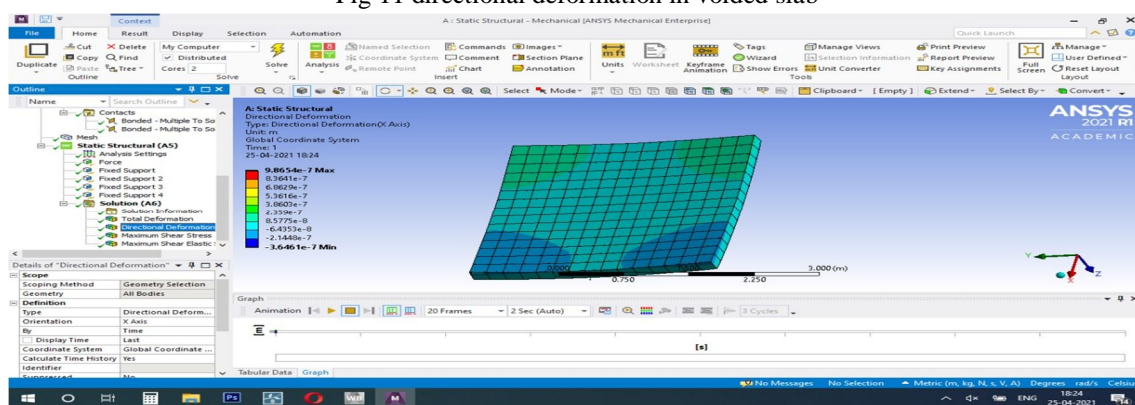 Fig 11 directional deformation in voided slab
Context
A : Static Structural - Mechanical [ANSYS Mechanical Enterprise]
File Home Result Display Selection Automation Quick Launch
Duplicate Cut Copy Paste Delete Find Tree Outline
My Computer Distributed Cores 2 Solve Solve
Analysis Named Selection Coordinate System Remote Point Commands Comment Chart Images Section Plane Annotation Insert
Units Worksheet Keyframe Animation Tags Wizard Show Errors Manage Views Selection Information Unit Converter Print Preview Report Preview Key Assignments Tools
Full Screen Manage User Defined Reset Layout Layout
Outline
Name Search Outline
Select Mode Clipboard [ Empty ] Extend Select By Convert
Contacts
Bonded - Multiple To So
Bonded - Multiple To So
Mesh
Static Structural (A5)
Analysis Settings
Force
Fixed Support
Fixed Support 2
Fixed Support 3
Fixed Support 4
Solution (A6)
Solution Information
Total Deformation
Directional Deformation
Maximum Shear Stress
Maximum Shear Elastic
A: Static Structural
Directional Deformation
Type: Directional Deformation(X Axis)
Unit: m
Global Coordinate System
Time: 1
25-04-2021 18:24
9.8654e-7 Max
8.3641e-7
6.8629e-7
5.3616e-7
3.8603e-7
2.359e-7
8.5775e-8
-6.4353e-8
-2.1448e-7
-3.6461e-7 Min
ANSYS
2021 R1
ACADEMIC
0.000 3.000 (m)
0.750 2.250
Y Z X
Details of "Directional Deformation"
Scope
Scoping Method Geometry Selection
Geometry All Bodies
Definition
Type Directional Deform...
Orientation X Axis
By Time
Display Time Last
Coordinate System Global Coordinate ...
Calculate Time History Yes
Identifier
Suppressed No
Graph
Animation 20 Frames 2 Sec (Auto) 3 Cycles
[s]
Tabular Data Graph
No Messages No Selection Metric (m, kg, N, s, V, A) Degrees rad/s Celsiu
Ps WB M
ENG 18:24
25-04-2021